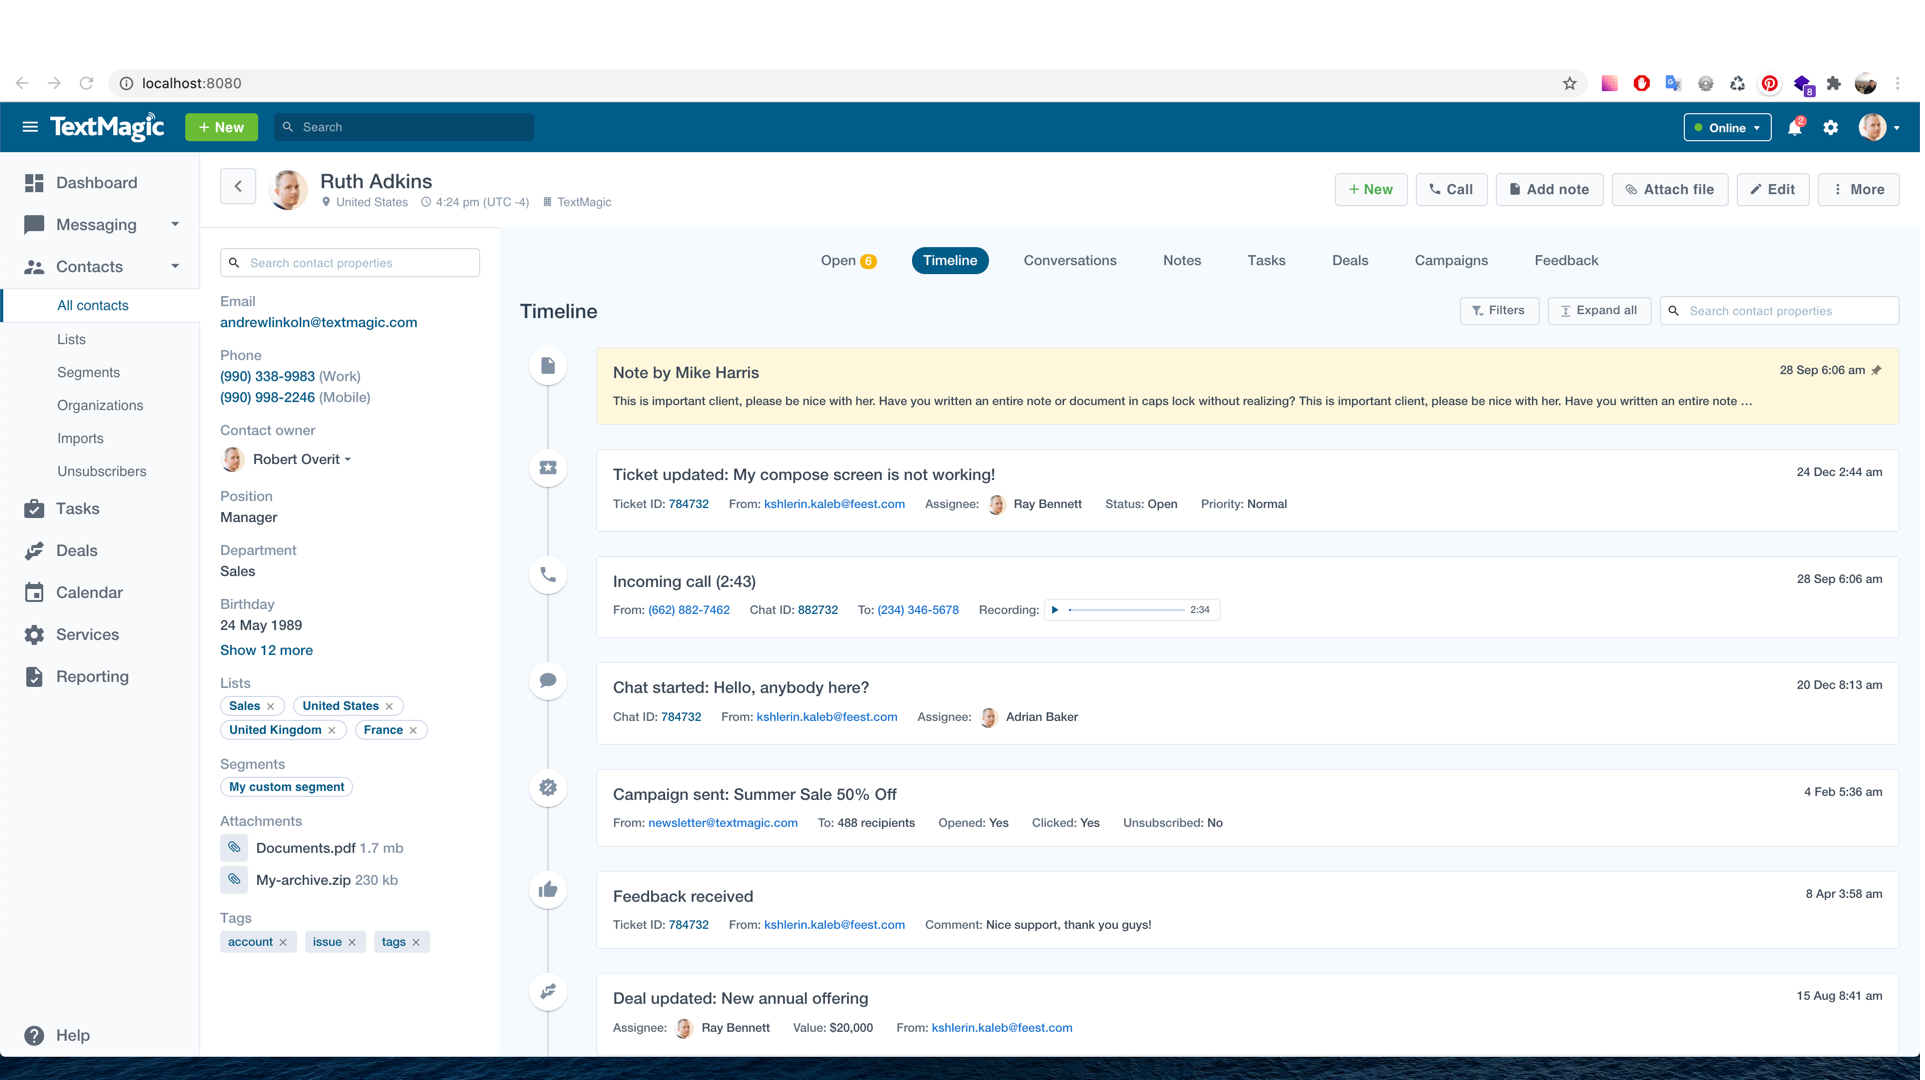 localhost:8080
8
TextMagic
+ New
Search
Online
2
Dashboard
Messaging
Contacts
All contacts
Lists
Segments
Organizations
Imports
Unsubscribers
Tasks
Deals
Calendar
Services
Reporting
Help
Ruth Adkins
United States 4:24 pm (UTC -4) TextMagic
+ New Call Add note Attach file Edit More
Search contact properties
Email
andrewlinkoln@textmagic.com
Phone
(990) 338-9983 (Work)
(990) 998-2246 (Mobile)
Contact owner
Robert Overit
Position
Manager
Department
Sales
Birthday
24 May 1989
Show 12 more
Lists
Sales × United States ×
United Kingdom × France ×
Segments
My custom segment
Attachments
Documents.pdf 1.7 mb
My-archive.zip 230 kb
Tags
account × issue × tags ×
Open 6 Timeline Conversations Notes Tasks Deals Campaigns Feedback
Timeline
Filters Expand all Search contact properties
Note by Mike Harris 28 Sep 6:06 am
This is important client, please be nice with her. Have you written an entire note or document in caps lock without realizing? This is important client, please be nice with her. Have you written an entire note ...
Ticket updated: My compose screen is not working! 24 Dec 2:44 am
Ticket ID: 784732 From: kshlerin.kaleb@feest.com Assignee: Ray Bennett Status: Open Priority: Normal
Incoming call (2:43) 28 Sep 6:06 am
From: (662) 882-7462 Chat ID: 882732 To: (234) 346-5678 Recording: 2:34
Chat started: Hello, anybody here? 20 Dec 8:13 am
Chat ID: 784732 From: kshlerin.kaleb@feest.com Assignee: Adrian Baker
Campaign sent: Summer Sale 50% Off 4 Feb 5:36 am
From: newsletter@textmagic.com To: 488 recipients Opened: Yes Clicked: Yes Unsubscribed: No
Feedback received 8 Apr 3:58 am
Ticket ID: 784732 From: kshlerin.kaleb@feest.com Comment: Nice support, thank you guys!
Deal updated: New annual offering 15 Aug 8:41 am
Assignee: Ray Bennett Value: $20,000 From: kshlerin.kaleb@feest.com